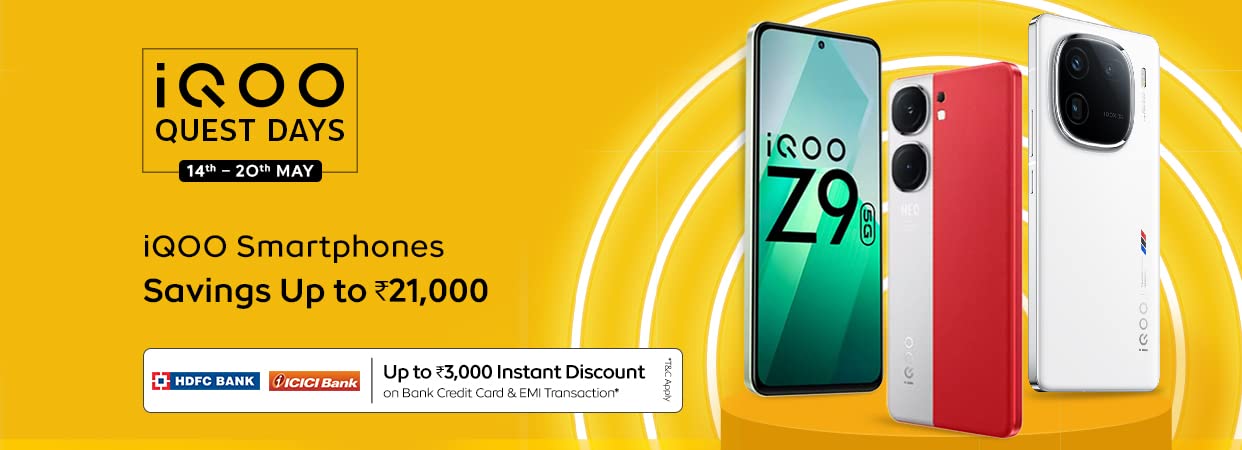 iQOO
QUEST DAYS
14th – 20th MAY
iQOO Smartphones
Savings Up to ₹21,000
HDFC BANK
ICICI Bank
Up to ₹3,000 Instant Discount
on Bank Credit Card & EMI Transaction*
*T&C Apply
iQOO
Z9
5G
NEO
iQOO
iQOO